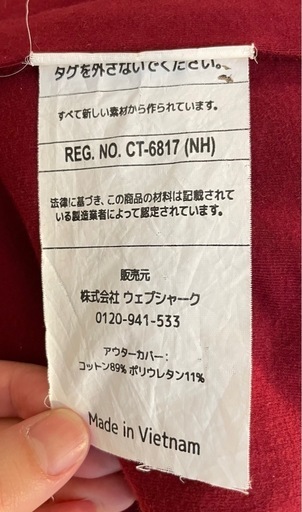 タグを外さないでください。
すべて新しい素材から作られています。
REG. NO. CT-6817 (NH)
法律に基づき、この商品の材料は記載されて
いる製造業者によって認定されています。
販売元
株式会社 ウェブシャーク
0120-941-533
アウターカバー：
コットン89% ポリウレタン11%
Made in Vietnam